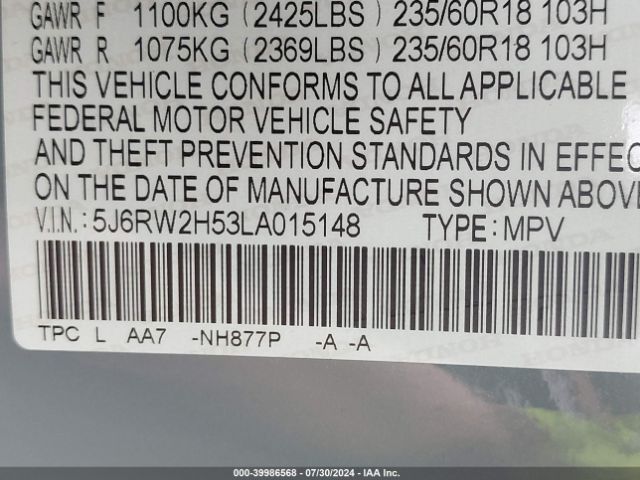 GAWR F 1100KG (2425LBS) 235/60R18 103H
GAWR R 1075KG (2369LBS) 235/60R18 103H
THIS VEHICLE CONFORMS TO ALL APPLICABLE
FEDERAL MOTOR VEHICLE SAFETY
AND THEFT PREVENTION STANDARDS IN EFFEC
ON THE DATE OF MANUFACTURE SHOWN ABOVE
V.I.N.: 5J6RW2H53LA015148 TYPE: MPV
TPC L AA7 -NH877P -A -A
000-39986568 - 07/30/2024 - IAA Inc.